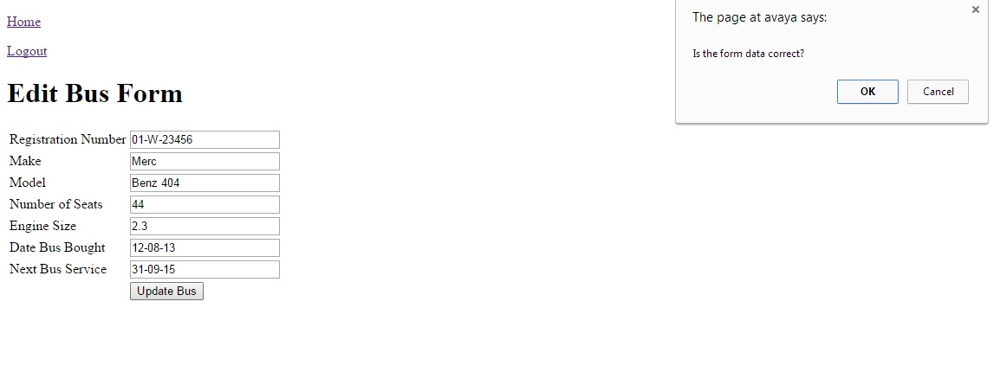 Home
Logout
Edit Bus Form
Registration Number 01-W-23456
Make Merc
Model Benz 404
Number of Seats 44
Engine Size 2.3
Date Bus Bought 12-08-13
Next Bus Service 31-09-15
Update Bus
The page at avaya says:
Is the form data correct?
OK Cancel